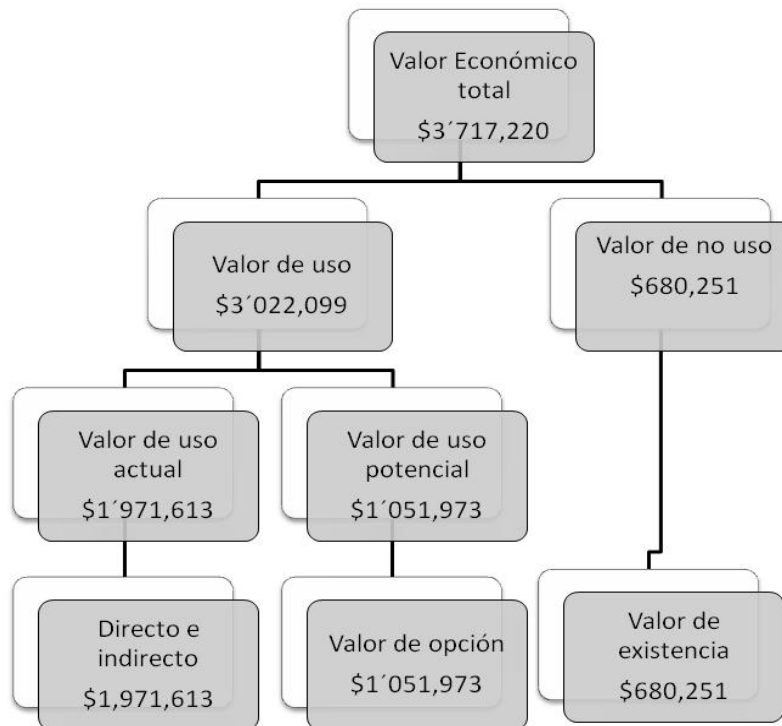 Valor Económico
total
$3´717,220
Valor de uso
$3´022,099
Valor de no uso
$680,251
Valor de uso
actual
$1´971,613
Valor de uso
potencial
$1´051,973
Directo e
indirecto
$1,971,613
Valor de opción
$1´051,973
Valor de
existencia
$680,251